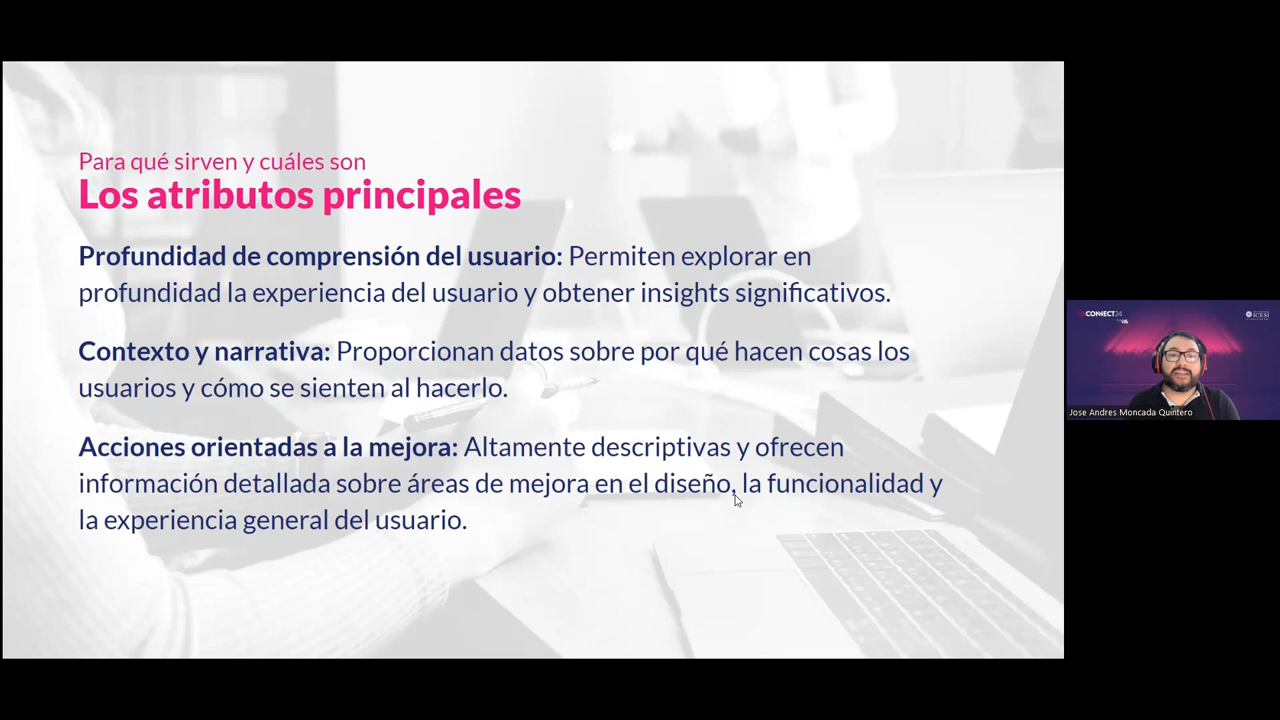 Para qué sirven y cuáles son
Los atributos principales
Profundidad de comprensión del usuario: Permiten explorar en
profundidad la experiencia del usuario y obtener insights significativos.
Contexto y narrativa: Proporcionan datos sobre por qué hacen cosas los
usuarios y cómo se sienten al hacerlo.
Acciones orientadas a la mejora: Altamente descriptivas y ofrecen
información detallada sobre áreas de mejora en el diseño, la funcionalidad y
la experiencia general del usuario.
CONNECT24
ICESI
Jose Andres Moncada Quintero